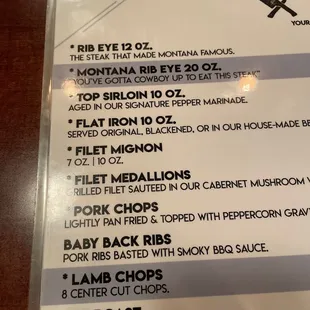 YOUR
* RIB EYE 12 OZ.
THE STEAK THAT MADE MONTANA FAMOUS.
* MONTANA RIB EYE 20 OZ.
"YOU'VE GOTTA COWBOY UP TO EAT THIS STEAK"
* TOP SIRLOIN 10 OZ.
AGED IN OUR SIGNATURE PEPPER MARINADE.
* FLAT IRON 10 OZ.
SERVED ORIGINAL, BLACKENED, OR IN OUR HOUSE-MADE BE
* FILET MIGNON
7 OZ. | 10 OZ.
* FILET MEDALLIONS
GRILLED FILET SAUTEED IN OUR CABERNET MUSHROOM
* PORK CHOPS
LIGHTLY PAN FRIED & TOPPED WITH PEPPERCORN GRAV
BABY BACK RIBS
PORK RIBS BASTED WITH SMOKY BBQ SAUCE.
* LAMB CHOPS
8 CENTER CUT CHOPS.